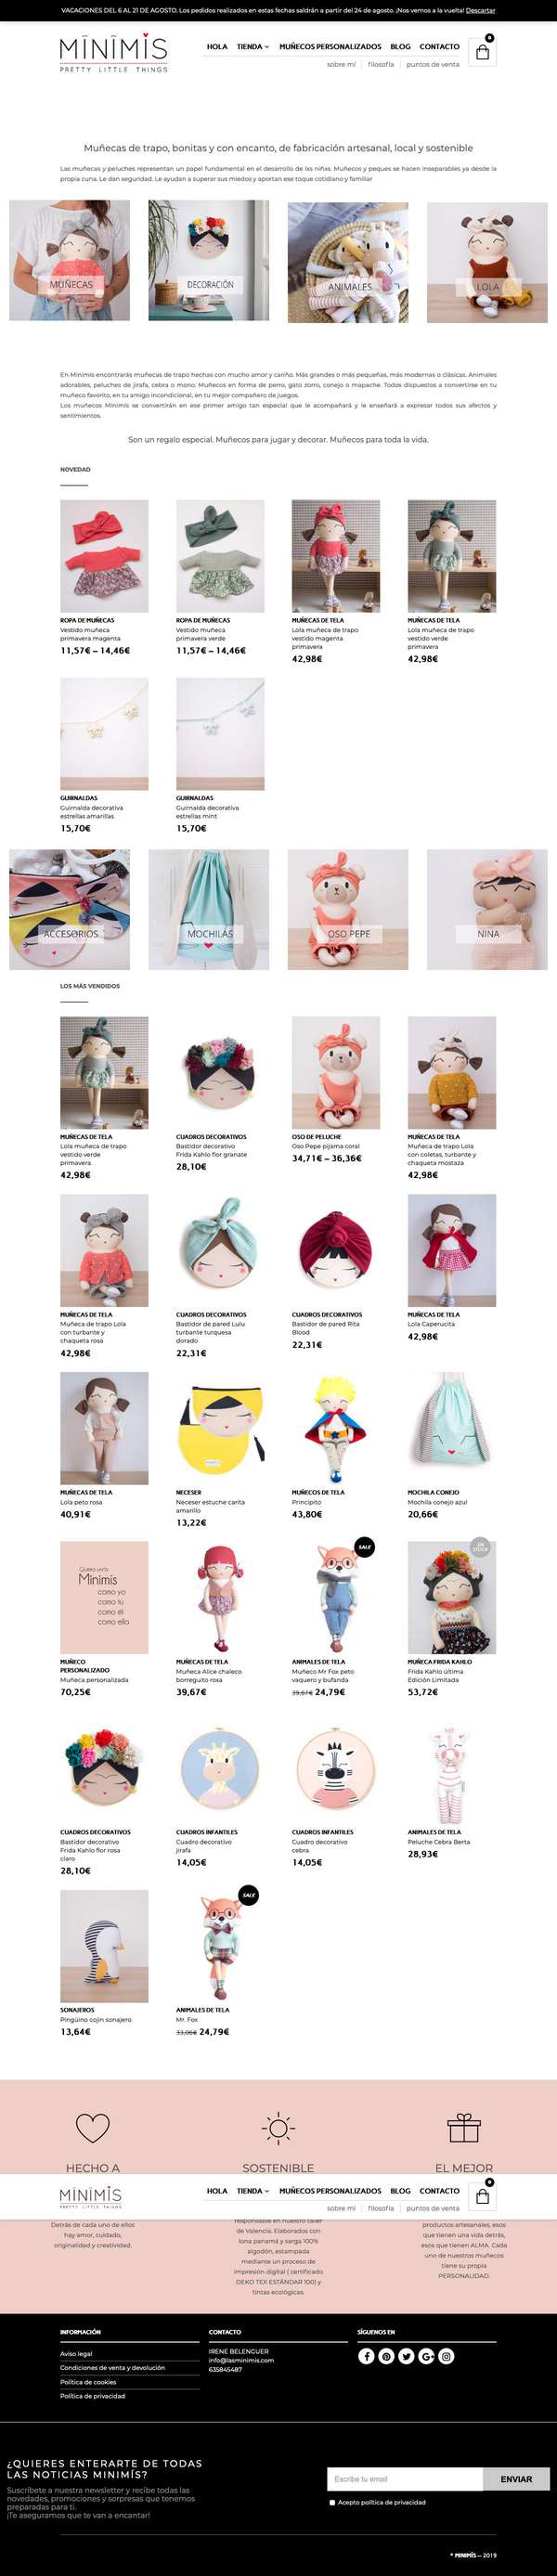 VACACIONES DEL 6 AL 21 DE AGOSTO. Los pedidos realizados en estas fechas saldrán a partir del 24 de agosto. ¡Nos vemos a la vuelta! Descartar
MÎNÎMÎS
PRETTY LITTLE THINGS
HOLA TIENDA MUÑECOS PERSONALIZADOS BLOG CONTACTO
0
sobre mí filosofía puntos de venta
Muñecas de trapo, bonitas y con encanto, de fabricación artesanal, local y sostenible
Las muñecas y peluches representan un papel fundamental en el desarrollo de lxs niñxs. Muñecos y peques se hacen inseparables ya desde la
propia cuna. Le dan seguridad. Le ayudan a superar sus miedos y aportan ese toque cotidiano y familiar
MUÑECAS
DECORACIÓN
ANIMALES
LOLA
En Minimis encontrarás muñecas de trapo hechas con mucho amor y cariño. Más grandes o más pequeñas, más modernas o clásicas. Animales
adorables, peluches de jirafa, cebra o mono. Muñecos en forma de perro, gato zorro, conejo o mapache. Todos dispuestos a convertirse en tu
muñeco favorito, en tu amigo incondicional, en tu mejor compañero de juegos.
Los muñecos Minimis se convertirán en ese primer amigo tan especial que le acompañará y le enseñará a expresar todos sus afectos y
sentimientos.
Son un regalo especial. Muñecos para jugar y decorar. Muñecos para toda la vida.
NOVEDAD
ROPA DE MUÑECAS
Vestido muñeca
primavera magenta
11,57€ – 14,46€
ROPA DE MUÑECAS
Vestido muñeca
primavera verde
11,57€ – 14,46€
MUÑECAS DE TELA
Lola muñeca de trapo
vestido magenta
primavera
42,98€
MUÑECAS DE TELA
Lola muñeca de trapo
vestido verde
primavera
42,98€
GUIRNALDAS
Guirnalda decorativa
estrellas amarillas
15,70€
GUIRNALDAS
Guirnalda decorativa
estrellas mint
15,70€
ACCESORIOS
MOCHILAS
OSO PEPE
NINA
LOS MÁS VENDIDOS
MUÑECAS DE TELA
Lola muñeca de trapo
vestido verde
primavera
42,98€
CUADROS DECORATIVOS
Bastidor decorativo
Frida Kahlo flor granate
28,10€
OSO DE PELUCHE
Oso Pepe pijama coral
34,71€ – 36,36€
MUÑECAS DE TELA
Muñeca de trapo Lola
con coletas, turbante y
chaqueta mostaza
42,98€
MUÑECAS DE TELA
Muñeca de trapo Lola
con turbante y
chaqueta rosa
42,98€
CUADROS DECORATIVOS
Bastidor de pared Lulu
turbante turquesa
dorado
22,31€
CUADROS DECORATIVOS
Bastidor de pared Rita
Blood
22,31€
MUÑECAS DE TELA
Lola Caperucita
42,98€
MUÑECAS DE TELA
Lola peto rosa
40,91€
NECESER
Neceser estuche carita
amarillo
13,22€
MUÑECOS DE TELA
Principito
43,80€
MOCHILA CONEJO
Mochila conejo azul
20,66€
Quiero un/a
Mînimis
como yo
como tu
como él
como ella
MUÑECO
PERSONALIZADO
Muñeca personalizada
70,25€
MUÑECAS DE TELA
Muñeca Alice chaleco
borreguito rosa
39,67€
SALE
ANIMALES DE TELA
Muñeco Mr Fox peto
vaquero y bufanda
39,67€ 24,79€
MUÑECA FRIDA KAHLO
Frida Kahlo última
Edición Limitada
53,72€
CUADROS DECORATIVOS
Bastidor decorativo
Frida Kahlo flor rosa
claro
28,10€
CUADROS INFANTILES
Cuadro decorativo
jirafa
14,05€
CUADROS INFANTILES
Cuadro decorativo
cebra
14,05€
ANIMALES DE TELA
Peluche Cebra Berta
28,93€
SONAJEROS
Pingüino cojín sonajero
13,64€
SALE
ANIMALES DE TELA
Mr. Fox
33,06€ 24,79€
HECHO A
SOSTENIBLE
EL MEJOR
MÎNÎMÎS
PRETTY LITTLE THINGS
HOLA TIENDA MUÑECOS PERSONALIZADOS BLOG CONTACTO
0
sobre mí filosofía puntos de venta
Detrás de cada uno de ellos
hay amor, cuidado,
originalidad y creatividad.
responsable en nuestro taller
de Valencia. Elaborados con
lona panamá y sarga 100%
algodón, estampada
mediante un proceso de
impresión digital ( certificado
OEKO TEX ESTÁNDAR 100) y
tintas ecológicas.
productos artesanales, esos
que tienen una vida detrás,
esos que tienen ALMA. Cada
uno de nuestros muñecos
tiene su propia
PERSONALIDAD.
INFORMACIÓN
Aviso legal
Condiciones de venta y devolución
Política de cookies
Política de privacidad
CONTACTO
IRENE BELENGUER
info@lasminimis.com
635845487
SÍGUENOS EN
¿QUIERES ENTERARTE DE TODAS
LAS NOTICIAS MINIMÍS?
Suscríbete a nuestra newsletter y recibe todas las
novedades, promociones y sorpresas que tenemos
preparadas para ti.
¡Te aseguramos que te van a encantar!
Escribe tu email
ENVIAR
Acepto política de privacidad
* MINIMÍS – 2019